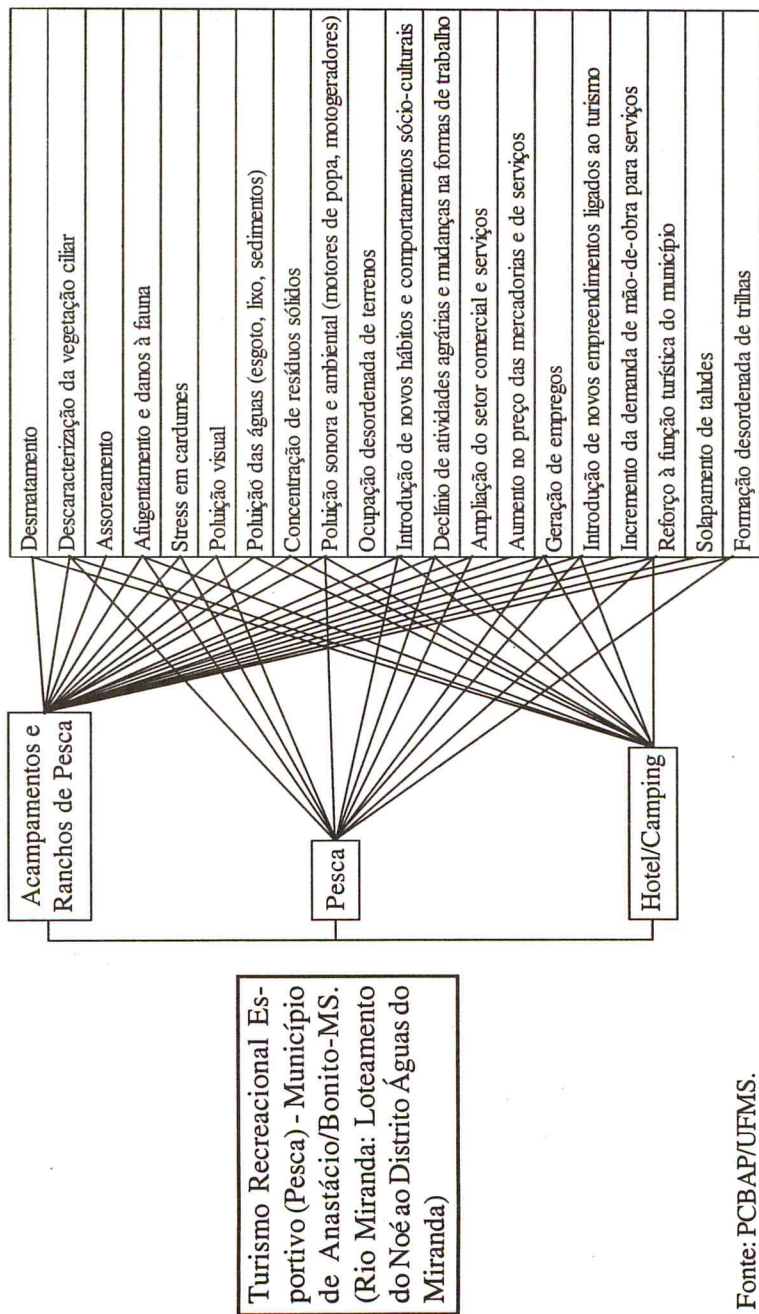 Turismo Recreacional Es-
portivo (Pesca) - Município
de Anastácio/Bonito-MS.
(Rio Miranda: Loteamento
do Noé ao Distrito Águas do
Miranda)
Acampamentos e
Ranchos de Pesca
Pesca
Hotel/Camping
Desmatamento
Descaracterização da vegetação ciliar
Assoreamento
Afugentamento e danos à fauna
Stress em cardumes
Poluição visual
Poluição das águas (esgoto, lixo, sedimentos)
Concentração de resíduos sólidos
Poluição sonora e ambiental (motores de popa, motogeradores)
Ocupação desordenada de terrenos
Introdução de novos hábitos e comportamentos sócio-culturais
Declínio de atividades agrárias e mudanças na formas de trabalho
Ampliação do setor comercial e serviços
Aumento no preço das mercadorias e de serviços
Geração de empregos
Introdução de novos empreendimentos ligados ao turismo
Incremento da demanda de mão-de-obra para serviços
Reforço à função turística do município
Solapamento de taludes
Formação desordenada de trilhas
Fonte: PCBAP/UFMS.